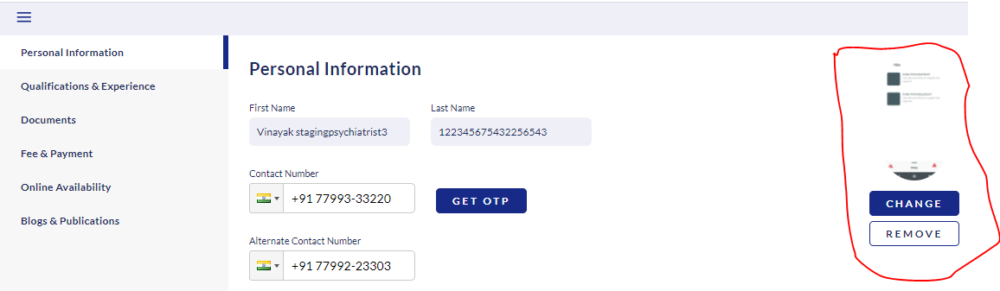 Personal Information
Qualifications & Experience
Documents
Fee & Payment
Online Availability
Blogs & Publications
Personal Information
First Name
Last Name
Vinayak stagingpsychiatrist3
122345675432256543
Contact Number
+91 77993-33220
GET OTP
Alternate Contact Number
+91 77992-23303
CHANGE
REMOVE